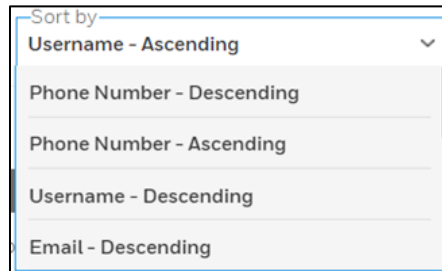 Sort by
Username - Ascending
Phone Number - Descending
Phone Number - Ascending
Username - Descending
Email - Descending